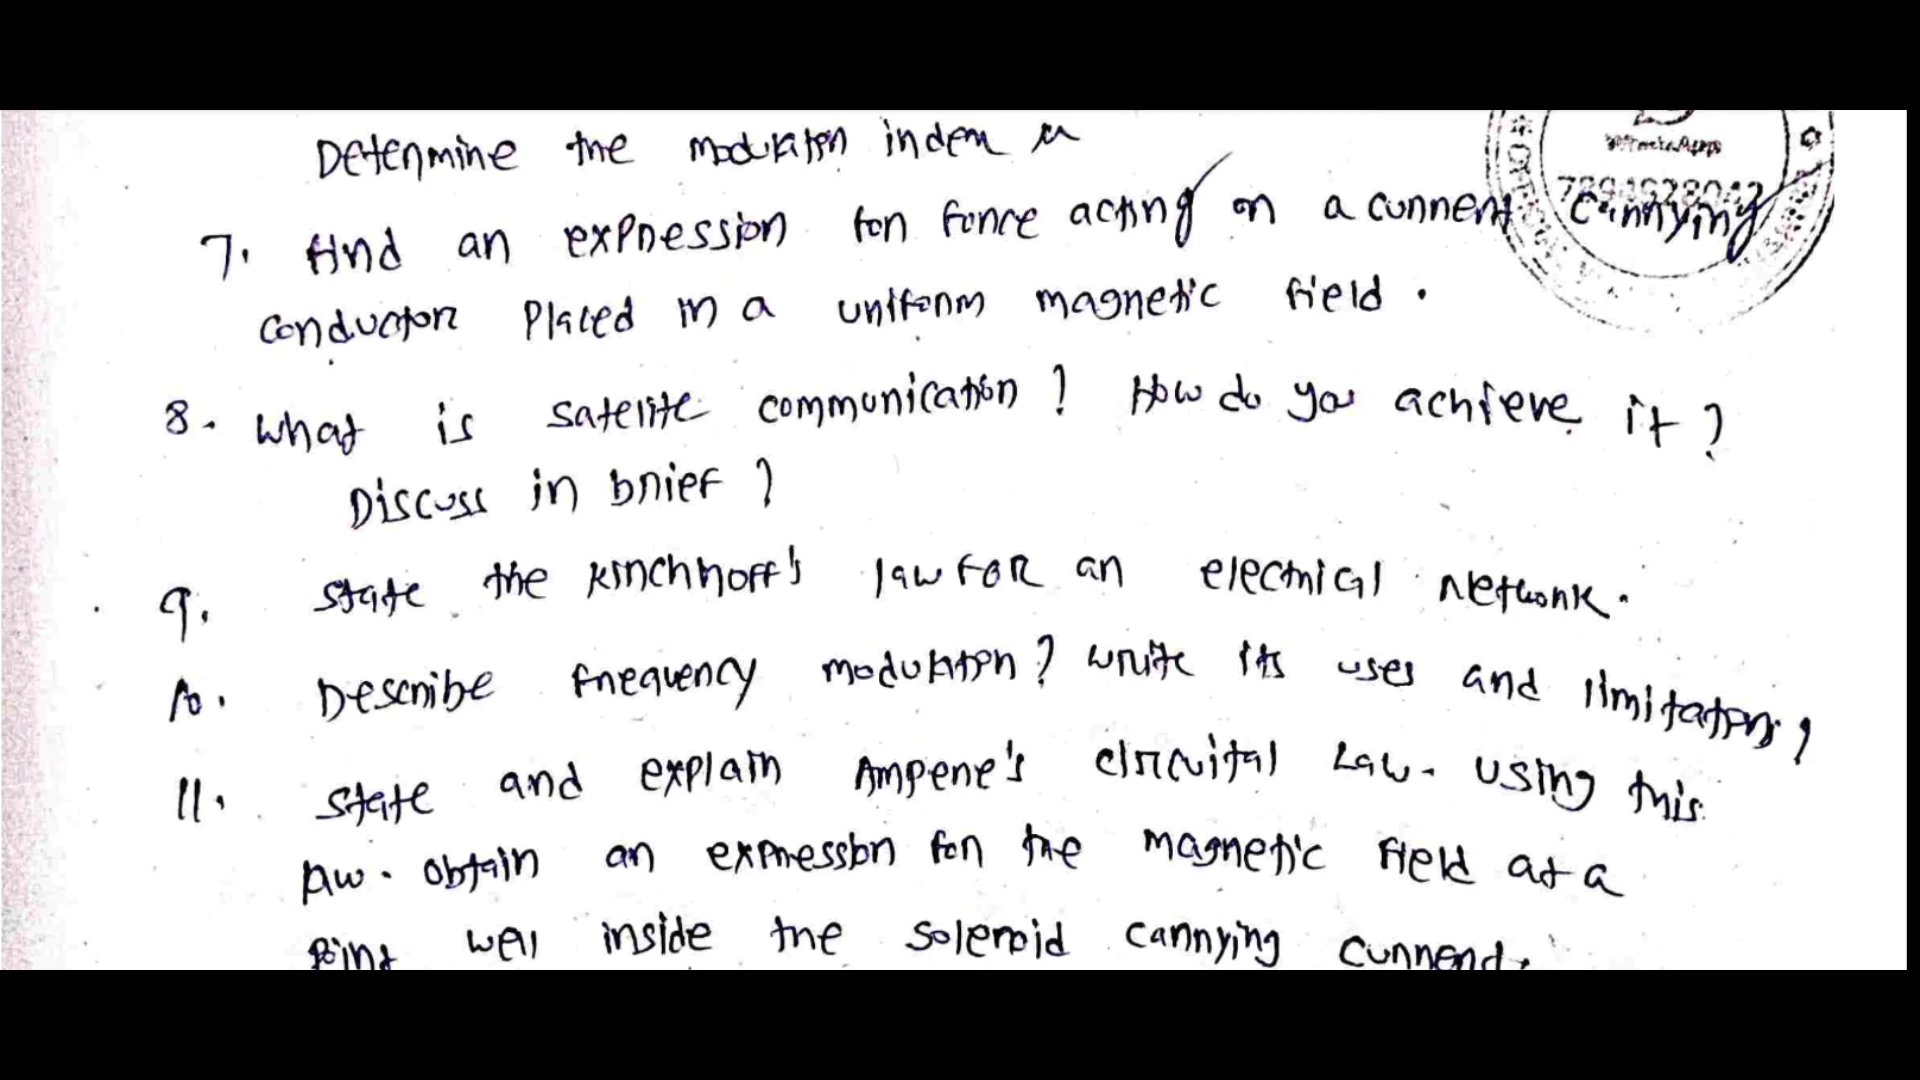 Determine the modulation index μ
7. Find an expression for force acting on a current carrying
conductor placed in a uniform magnetic field.
8. What is satelite communication? How do you achieve it?
Discuss in brief?
9. State the Kirchhoff's law FOR an electrical network.
10. Describe frequency modulation? write its uses and limitations?
11. State and explain Ampere's circuital Law. Using this
law. obtain an expression for the magnetic field at a
point well inside the solenoid carrying current.